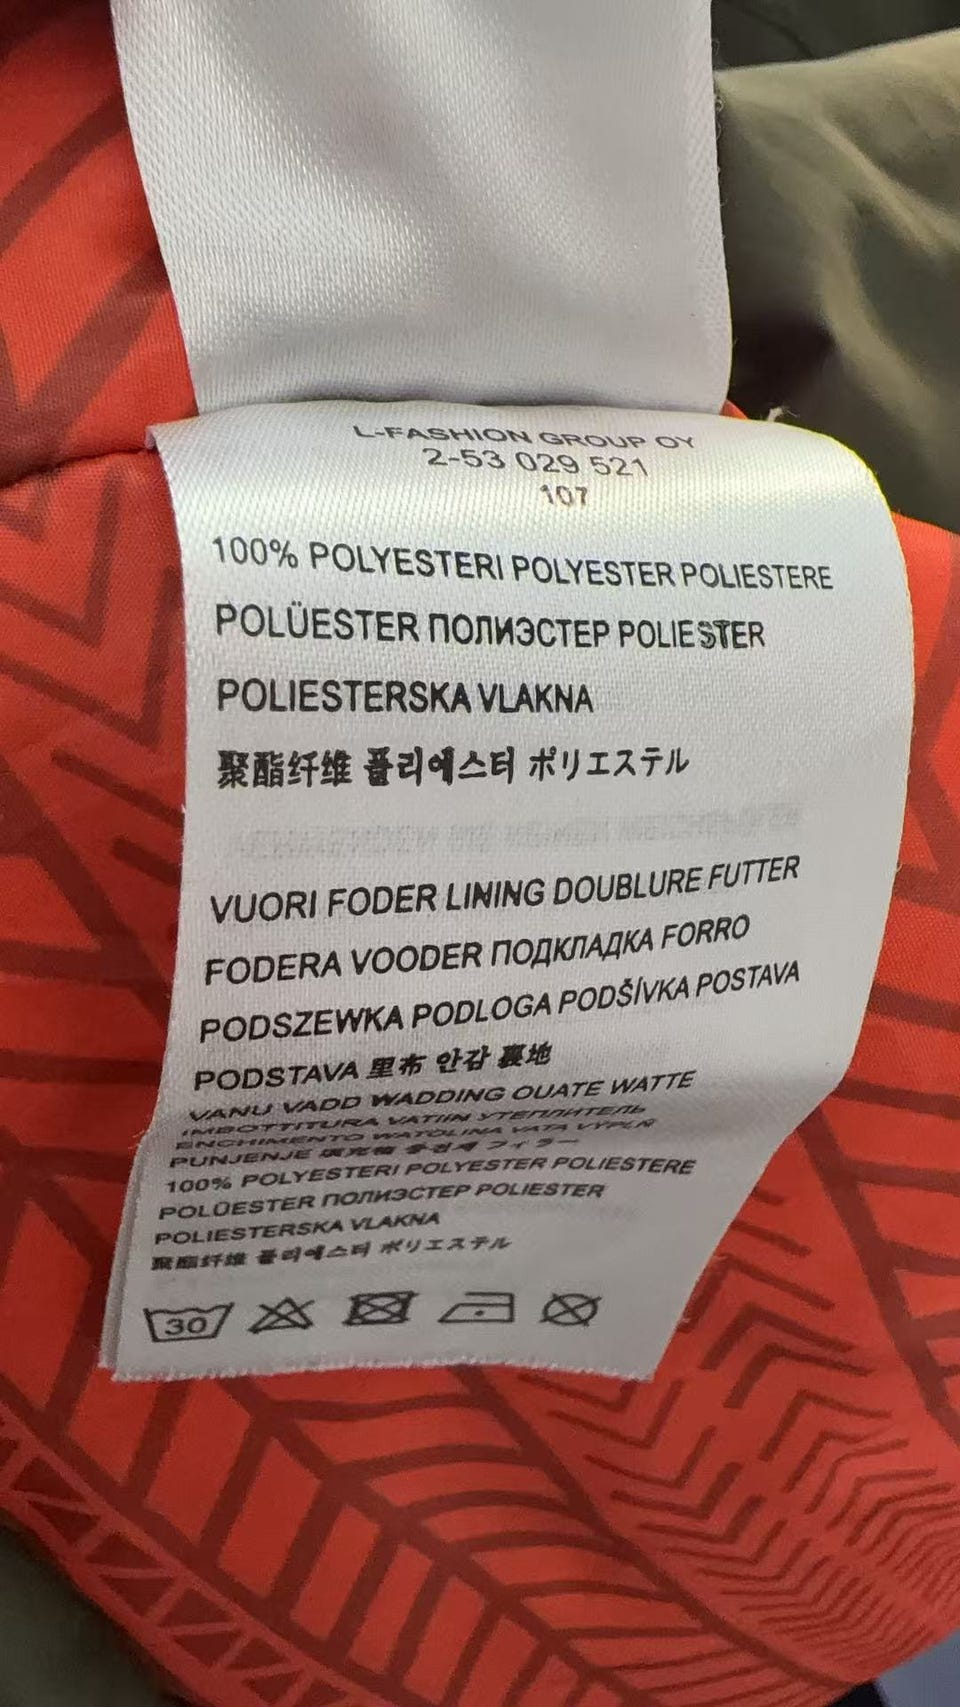 L-FASHION GROUP OY
2-53 029 521
107
100% POLYESTERI POLYESTER POLIESTERE
POLÜESTER ПОЛИЭСТЕР POLIESTER
POLIESTERSKA VLAKNA
聚酯纤维 폴리에스터 ポリエステル
VUORI FODER LINING DOUBLURE FUTTER
FODERA VOODER ПОДКЛАДКА FORRO
PODSZEWKA PODLOGA PODŠÍVKA POSTAVA
PODSTAVA 里布 안감 裏地
VANU VADD WADDING OUATE WATTE
IMBOTTITURA VATIIN УТЕПЛИТЕЛЬ
ENCHIMENTO WATOLINA VATA VÝPLŇ
PUNJENJE 填充物 충전재 フィラー
100% POLYESTERI POLYESTER POLIESTERE
POLÜESTER ПОЛИЭСТЕР POLIESTER
POLIESTERSKA VLAKNA
聚酯纤维 폴리에스터 ポリエステル
30